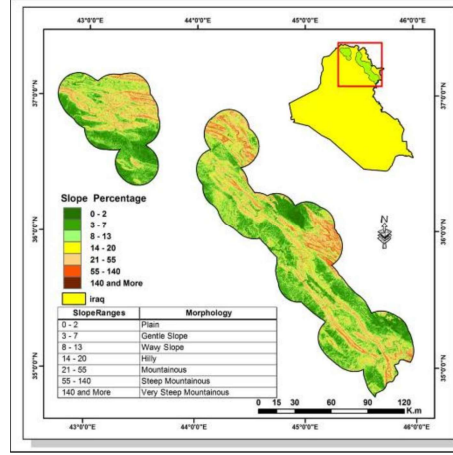 43°0'0"E 44°0'0"E 45°0'0"E 46°0'0"E
37°0'0"N
36°0'0"N
35°0'0"N
37°0'0"N
36°0'0"N
35°0'0"N
N
Slope Percentage
0 - 2
3 - 7
8 - 13
14 - 20
21 - 55
55 - 140
140 and More
iraq
SlopeRanges Morphology
0 - 2 Plain
3 - 7 Gentle Slope
8 - 13 Wavy Slope
14 - 20 Hilly
21 - 55 Mountainous
55 - 140 Steep Mountainous
140 and More Very Steep Mountainous
0 15 30 60 90 120
K.m
43°0'0"E 44°0'0"E 45°0'0"E 46°0'0"E